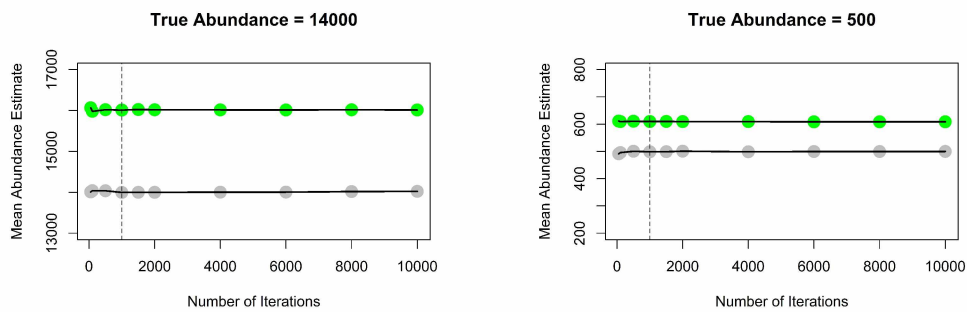 True Abundance = 14000
Mean Abundance Estimate
17000
15000
13000
0 2000 4000 6000 8000 10000
Number of Iterations
True Abundance = 500
Mean Abundance Estimate
800
600
400
200
0 2000 4000 6000 8000 10000
Number of Iterations